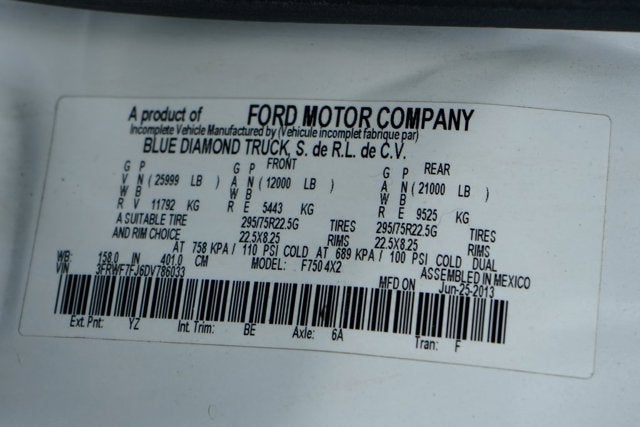 A product of FORD MOTOR COMPANY
Incomplete Vehicle Manufactured by (Vehicule incomplet fabrique par)
BLUE DIAMOND TRUCK, S. de R.L. de C.V.
G P G P FRONT G P REAR
V N (25999 LB) A N (12000 LB) A N (21000 LB)
W B W B W B
R V 11792 KG R E 5443 KG R E 9525 KG
A SUITABLE TIRE 295/75R22.5G TIRES 295/75R22.5G TIRES
AND RIM CHOICE 22.5X8.25 RIMS 22.5X8.25 RIMS
AT 758 KPA/ 110 PSI COLD AT 689 KPA/ 100 PSI COLD DUAL
WB: 158.0 IN 401.0 CM MODEL: F750 4X2 ASSEMBLED IN MEXICO
VIN 3FRWF7FJ6DV786033 MFD ON Jun-25-2013
Ext. Pnt: YZ Int. Trim: BE Axle: 6A Tran: F